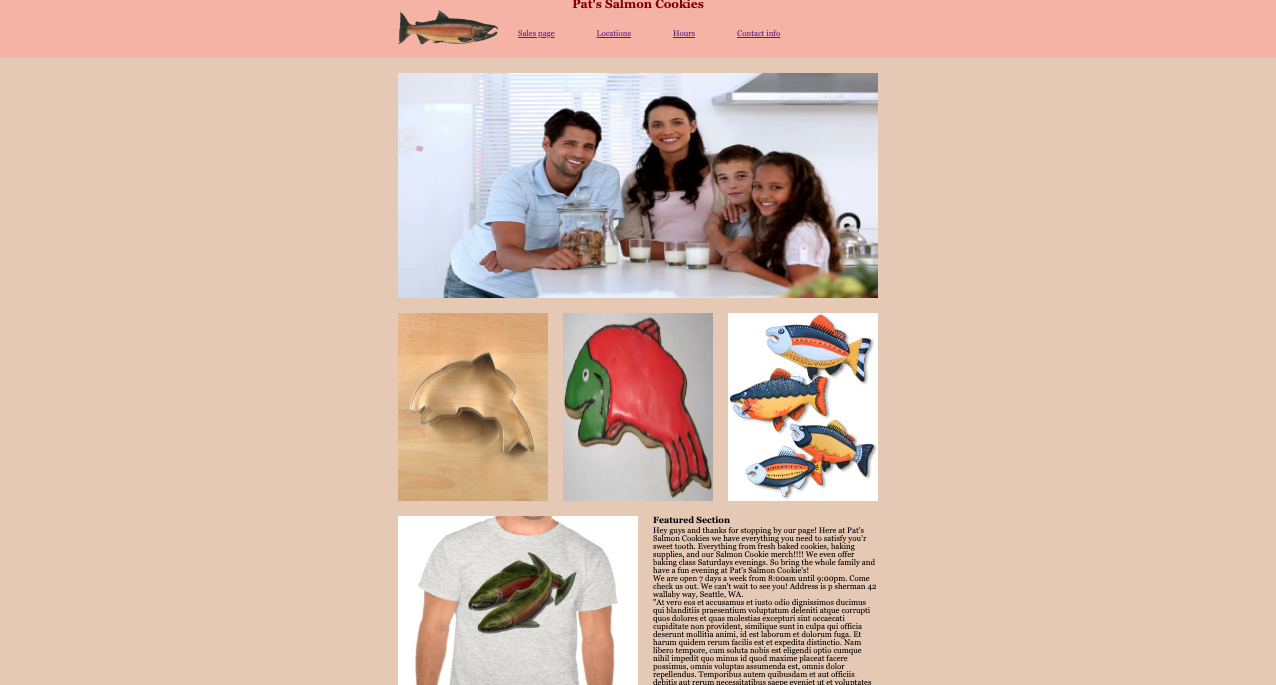 Pat's Salmon Cookies
Sales page
Locations
Hours
Contact info
Featured Section
Hey guys and thanks for stopping by our page! Here at Pat's
Salmon Cookies we have everything you need to satisfy you'r
sweet tooth. Everything from fresh baked cookies, baking
supplies, and our Salmon Cookie merch!!!! We even offer
baking class Saturdays evenings. So bring the whole family and
have a fun evening at Pat's Salmon Cookie's!
We are open 7 days a week from 8:00am until 9:00pm. Come
check us out. We can't wait to see you! Address is p sherman 42
wallaby way, Seattle, WA.
"At vero eos et accusamus et iusto odio dignissimos ducimus
qui blanditiis praesentium voluptatum deleniti atque corrupti
quos dolores et quas molestias excepturi sint occaecati
cupiditate non provident, similique sunt in culpa qui officia
deserunt mollitia animi, id est laborum et dolorum fuga. Et
harum quidem rerum facilis est et expedita distinctio. Nam
libero tempore, cum soluta nobis est eligendi optio cumque
nihil impedit quo minus id quod maxime placeat facere
possimus, omnis voluptas assumenda est, omnis dolor
repellendus. Temporibus autem quibusdam et aut officiis
debitis aut rerum necessitatibus saepe eveniet ut et voluptates